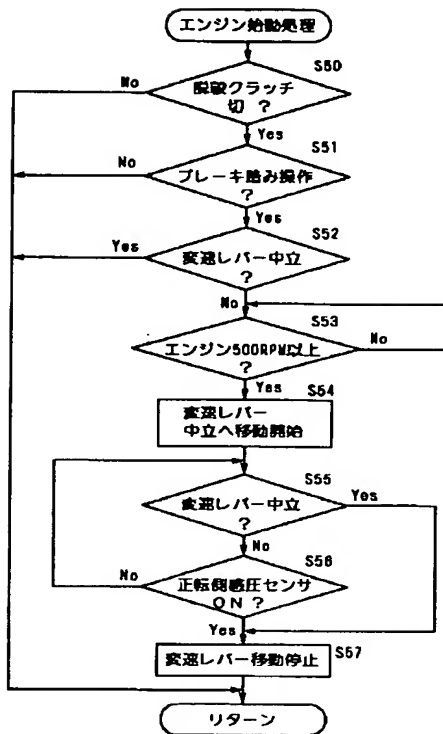 エンジン始動処理
S50
No
脱穀クラッチ
切 ?
Yes
S51
No
ブレーキ踏み操作
?
Yes
S52
Yes
変速レバー中立
?
No
S53
エンジン500RPM以上
?
No
Yes
S54
変速レバー
中立へ移動開始
S55
変速レバー中立
?
Yes
No
S56
No
正転側感圧センサ
ON ?
Yes
S57
変速レバー移動停止
リターン